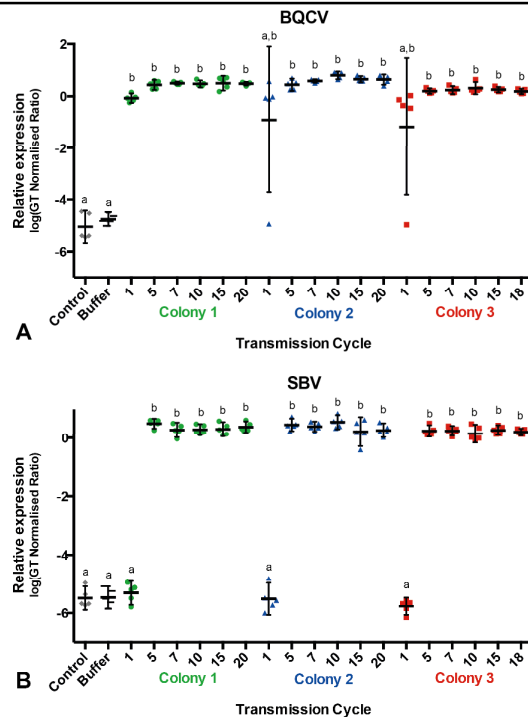 BQCV
a,b
a,b
b b b b b b b b b b b b b b b b
a a
2
0
-2
-4
-6
Relative expression
log(GT Normalised Ratio)
Control Buffer 1 5 7 10 15 20 1 5 7 10 15 20 1 5 7 10 15 18
Colony 1 Colony 2 Colony 3
A
Transmission Cycle
SBV
b b b b b b b b b b b b b b b
a a a a a
0
-2
-4
-6
Relative expression
log(GT Normalised Ratio)
Control Buffer 1 5 7 10 15 20 1 5 7 10 15 20 1 5 7 10 15 18
Colony 1 Colony 2 Colony 3
B
Transmission Cycle